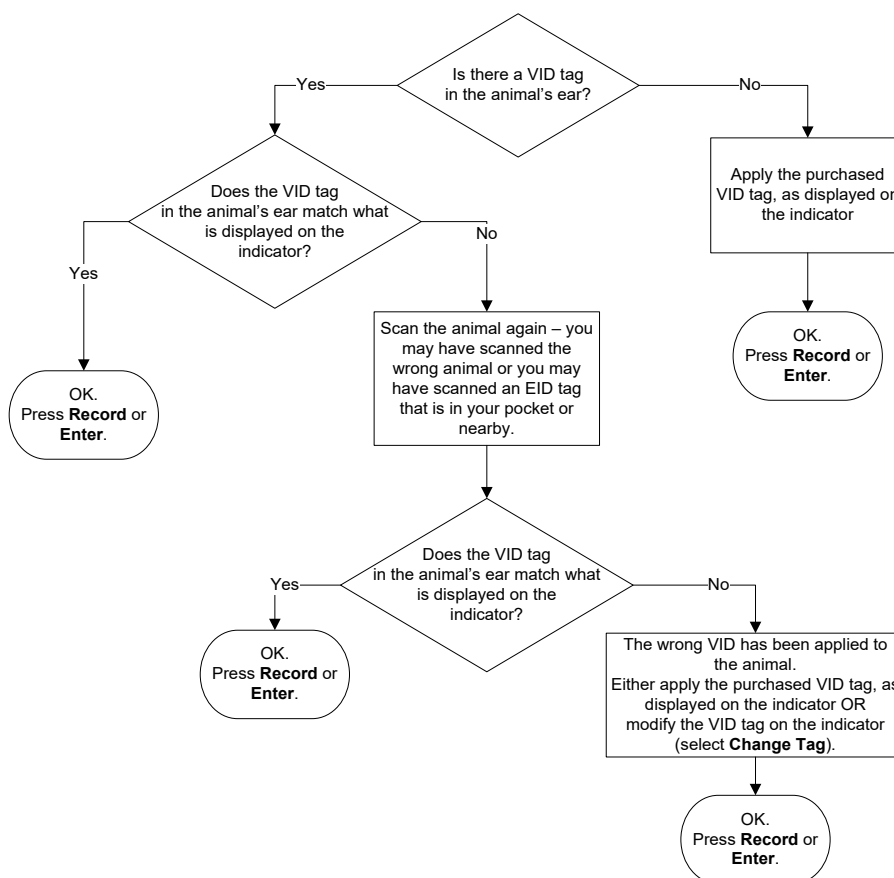 Is there a VID tag
in the animal's ear?
Yes
No
Does the VID tag
in the animal's ear match what
is displayed on the
indicator?
Apply the purchased
VID tag, as displayed on
the indicator
Yes
No
OK.
Press Record or
Enter.
Scan the animal again – you
may have scanned the
wrong animal or you may
have scanned an EID tag
that is in your pocket or
nearby.
OK.
Press Record or
Enter.
Does the VID tag
in the animal's ear match what
is displayed on the
indicator?
Yes
No
OK.
Press Record or
Enter.
The wrong VID has been applied to
the animal.
Either apply the purchased VID tag, as
displayed on the indicator OR
modify the VID tag on the indicator
(select Change Tag).
OK.
Press Record or
Enter.